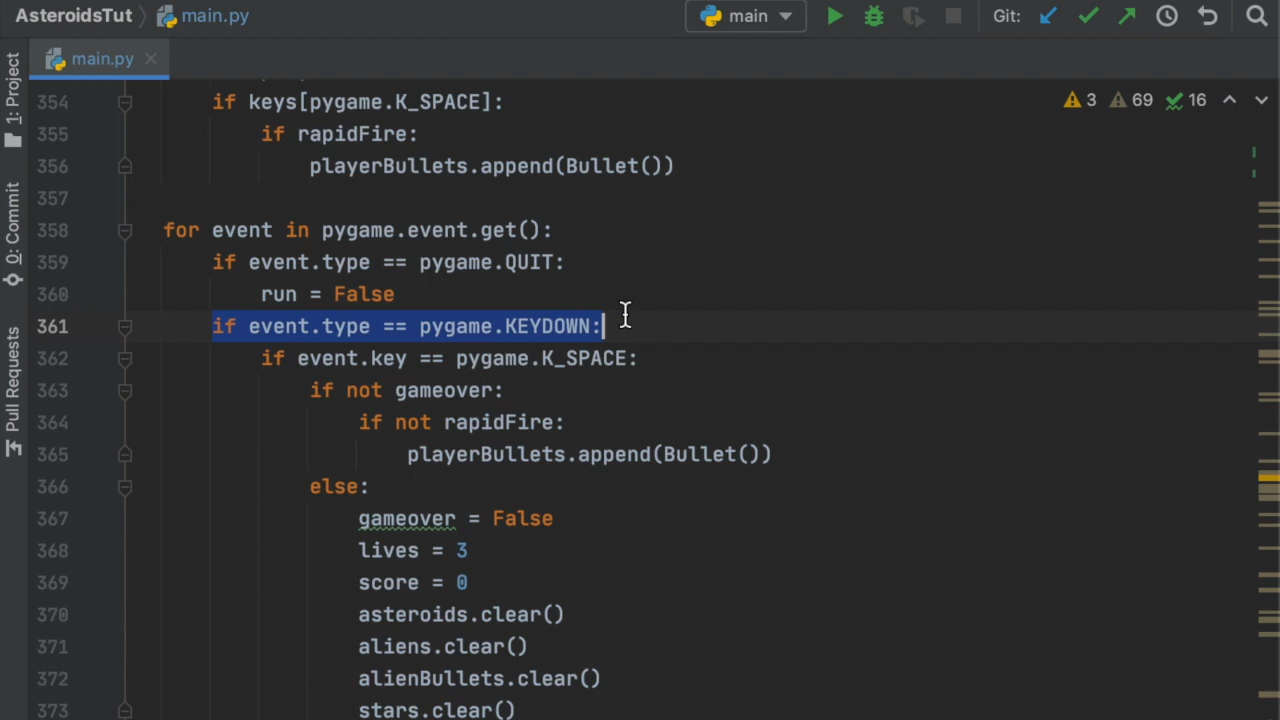 AsteroidsTut main.py main Git:
main.py
1: Project
0: Commit
Pull Requests
3 69 16
354 if keys[pygame.K_SPACE]:
355 if rapidFire:
356 playerBullets.append(Bullet())
357
358 for event in pygame.event.get():
359 if event.type == pygame.QUIT:
360 run = False
361 if event.type == pygame.KEYDOWN:
362 if event.key == pygame.K_SPACE:
363 if not gameover:
364 if not rapidFire:
365 playerBullets.append(Bullet())
366 else:
367 gameover = False
368 lives = 3
369 score = 0
370 asteroids.clear()
371 aliens.clear()
372 alienBullets.clear()
373 stars.clear()